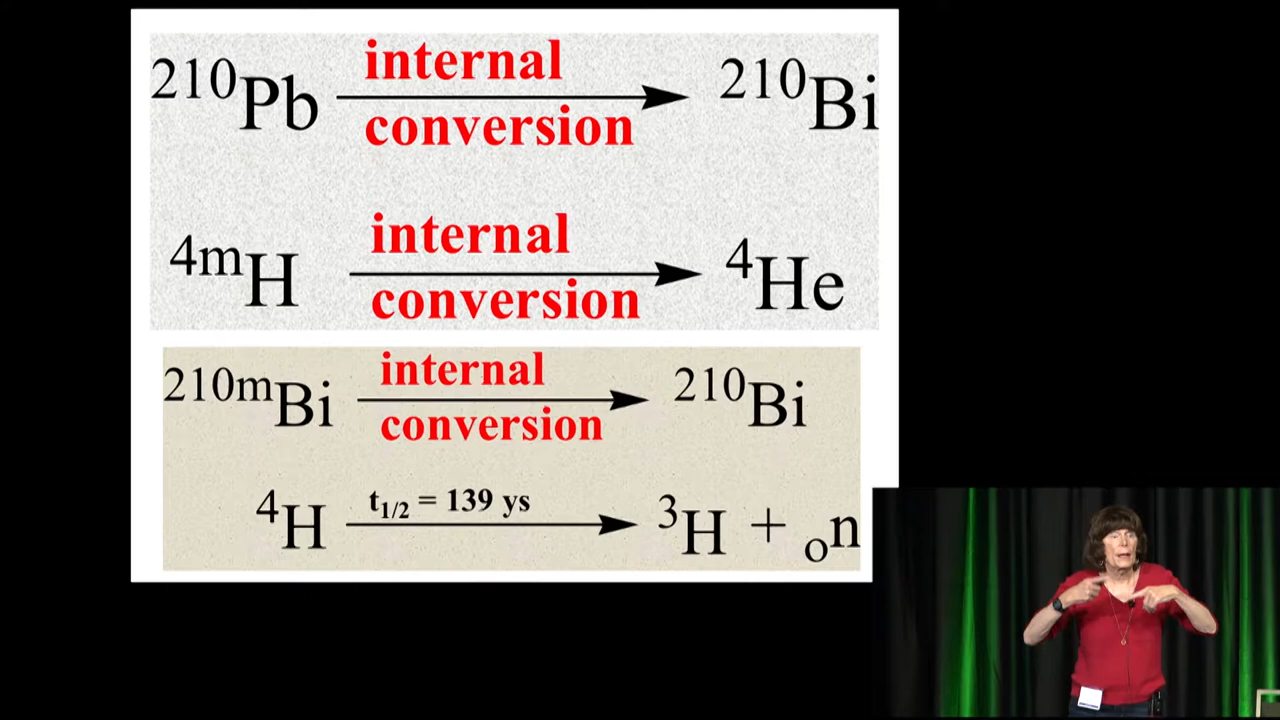 ²¹⁰Pb internal conversion ²¹⁰Bi
⁴ᵐH internal conversion ⁴He
²¹⁰ᵐBi internal conversion ²¹⁰Bi
⁴H t₁/₂ = 139 ys ³H + ₒn